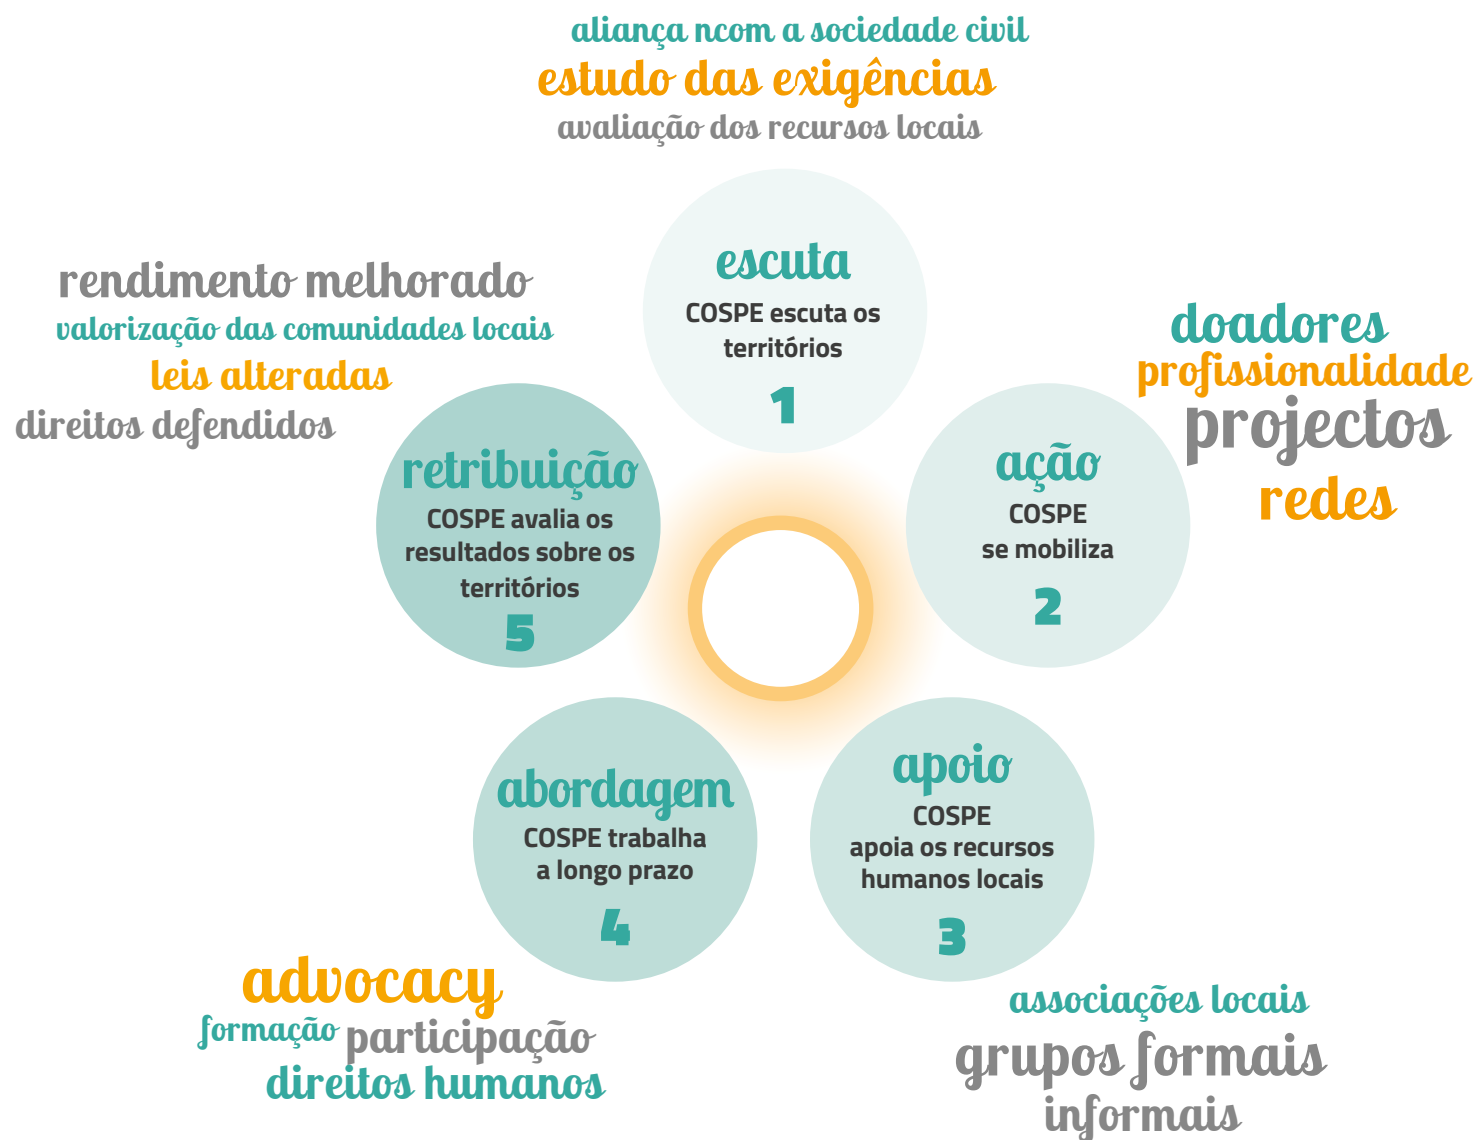 aliança ncom a sociedade civil
estudo das exigências
avaliação dos recursos locais
escuta
COSPE escuta os
territórios
1
doadores
profissionalidade
projectos
redes
ação
COSPE
se mobiliza
2
apoio
COSPE
apoia os recursos
humanos locais
3
associações locais
grupos formais
informais
abordagem
COSPE trabalha
a longo prazo
4
advocacy
formação participação
direitos humanos
rendimento melhorado
valorização das comunidades locais
leis alteradas
direitos defendidos
retribuição
COSPE avalia os
resultados sobre os
territórios
5